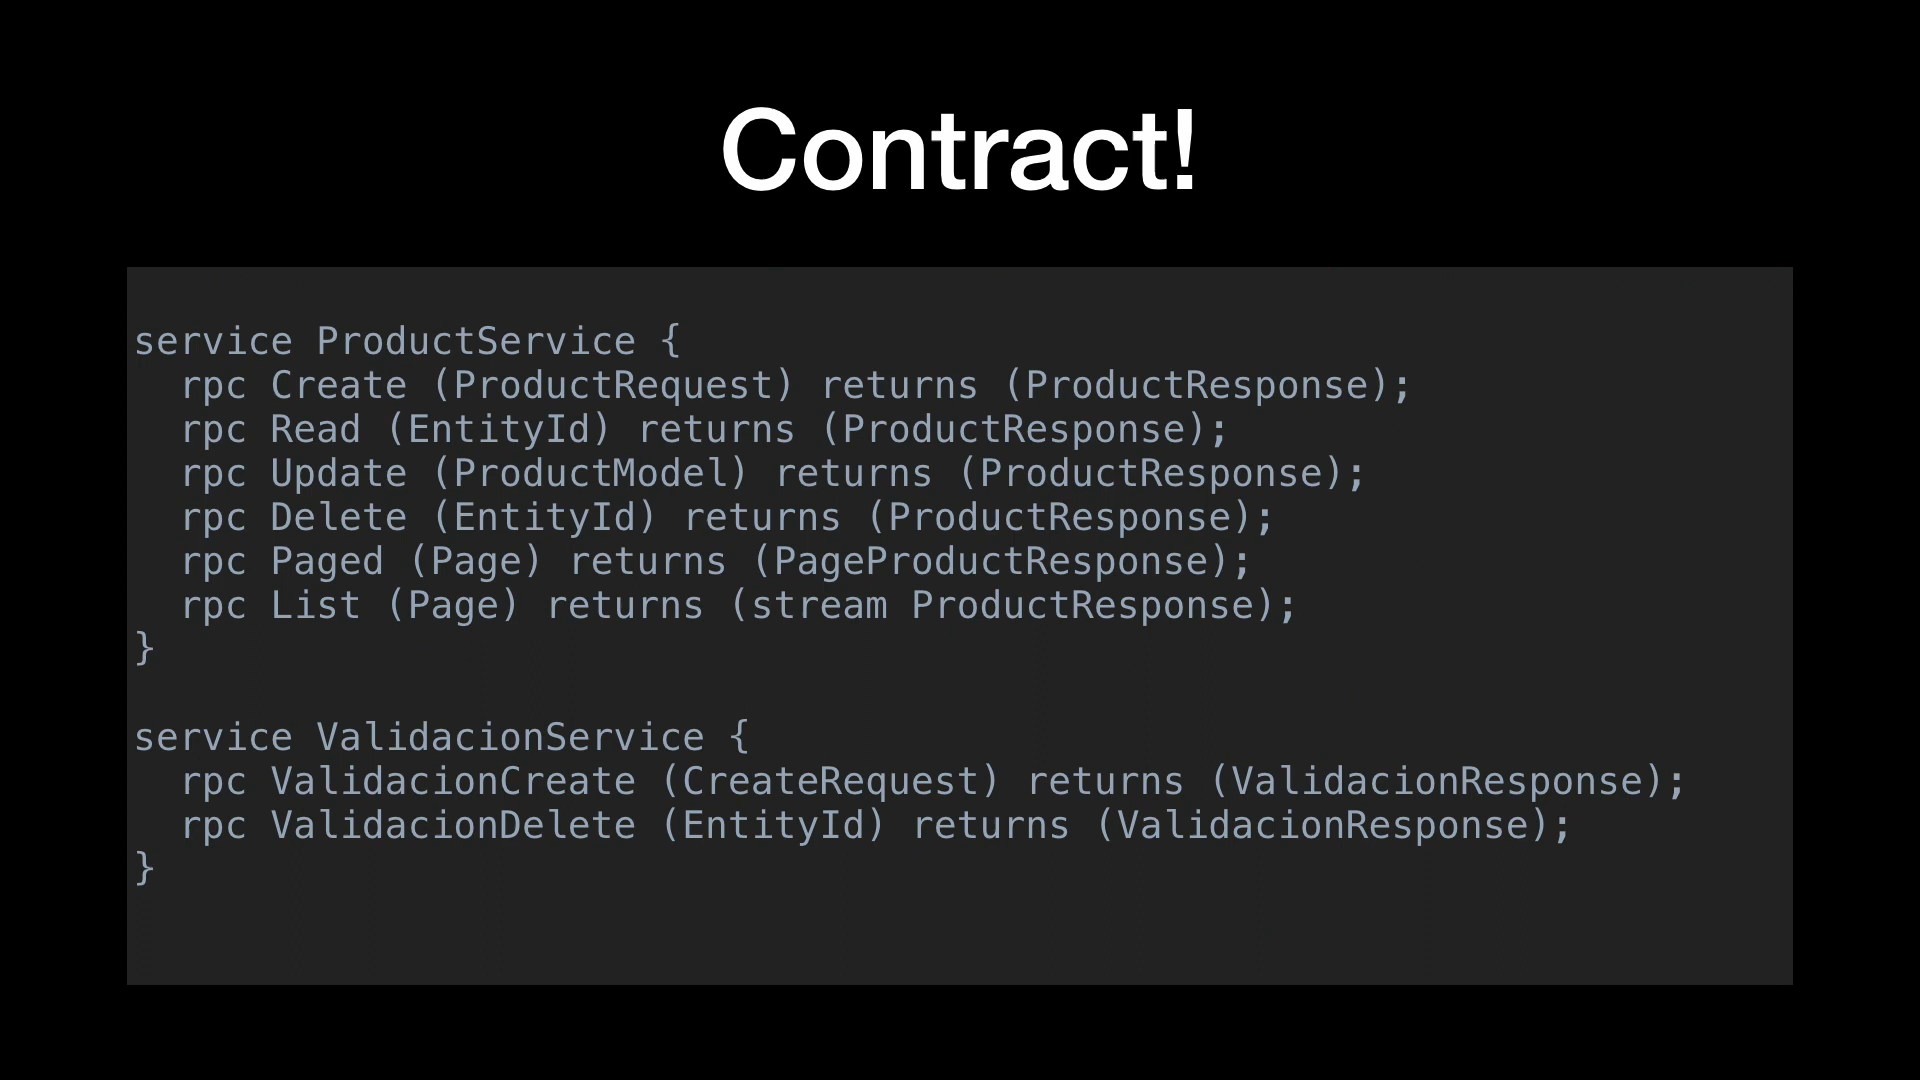 Contract!
service ProductService {
  rpc Create (ProductRequest) returns (ProductResponse);
  rpc Read (EntityId) returns (ProductResponse);
  rpc Update (ProductModel) returns (ProductResponse);
  rpc Delete (EntityId) returns (ProductResponse);
  rpc Paged (Page) returns (PageProductResponse);
  rpc List (Page) returns (stream ProductResponse);
}
service ValidacionService {
  rpc ValidacionCreate (CreateRequest) returns (ValidacionResponse);
  rpc ValidacionDelete (EntityId) returns (ValidacionResponse);
}